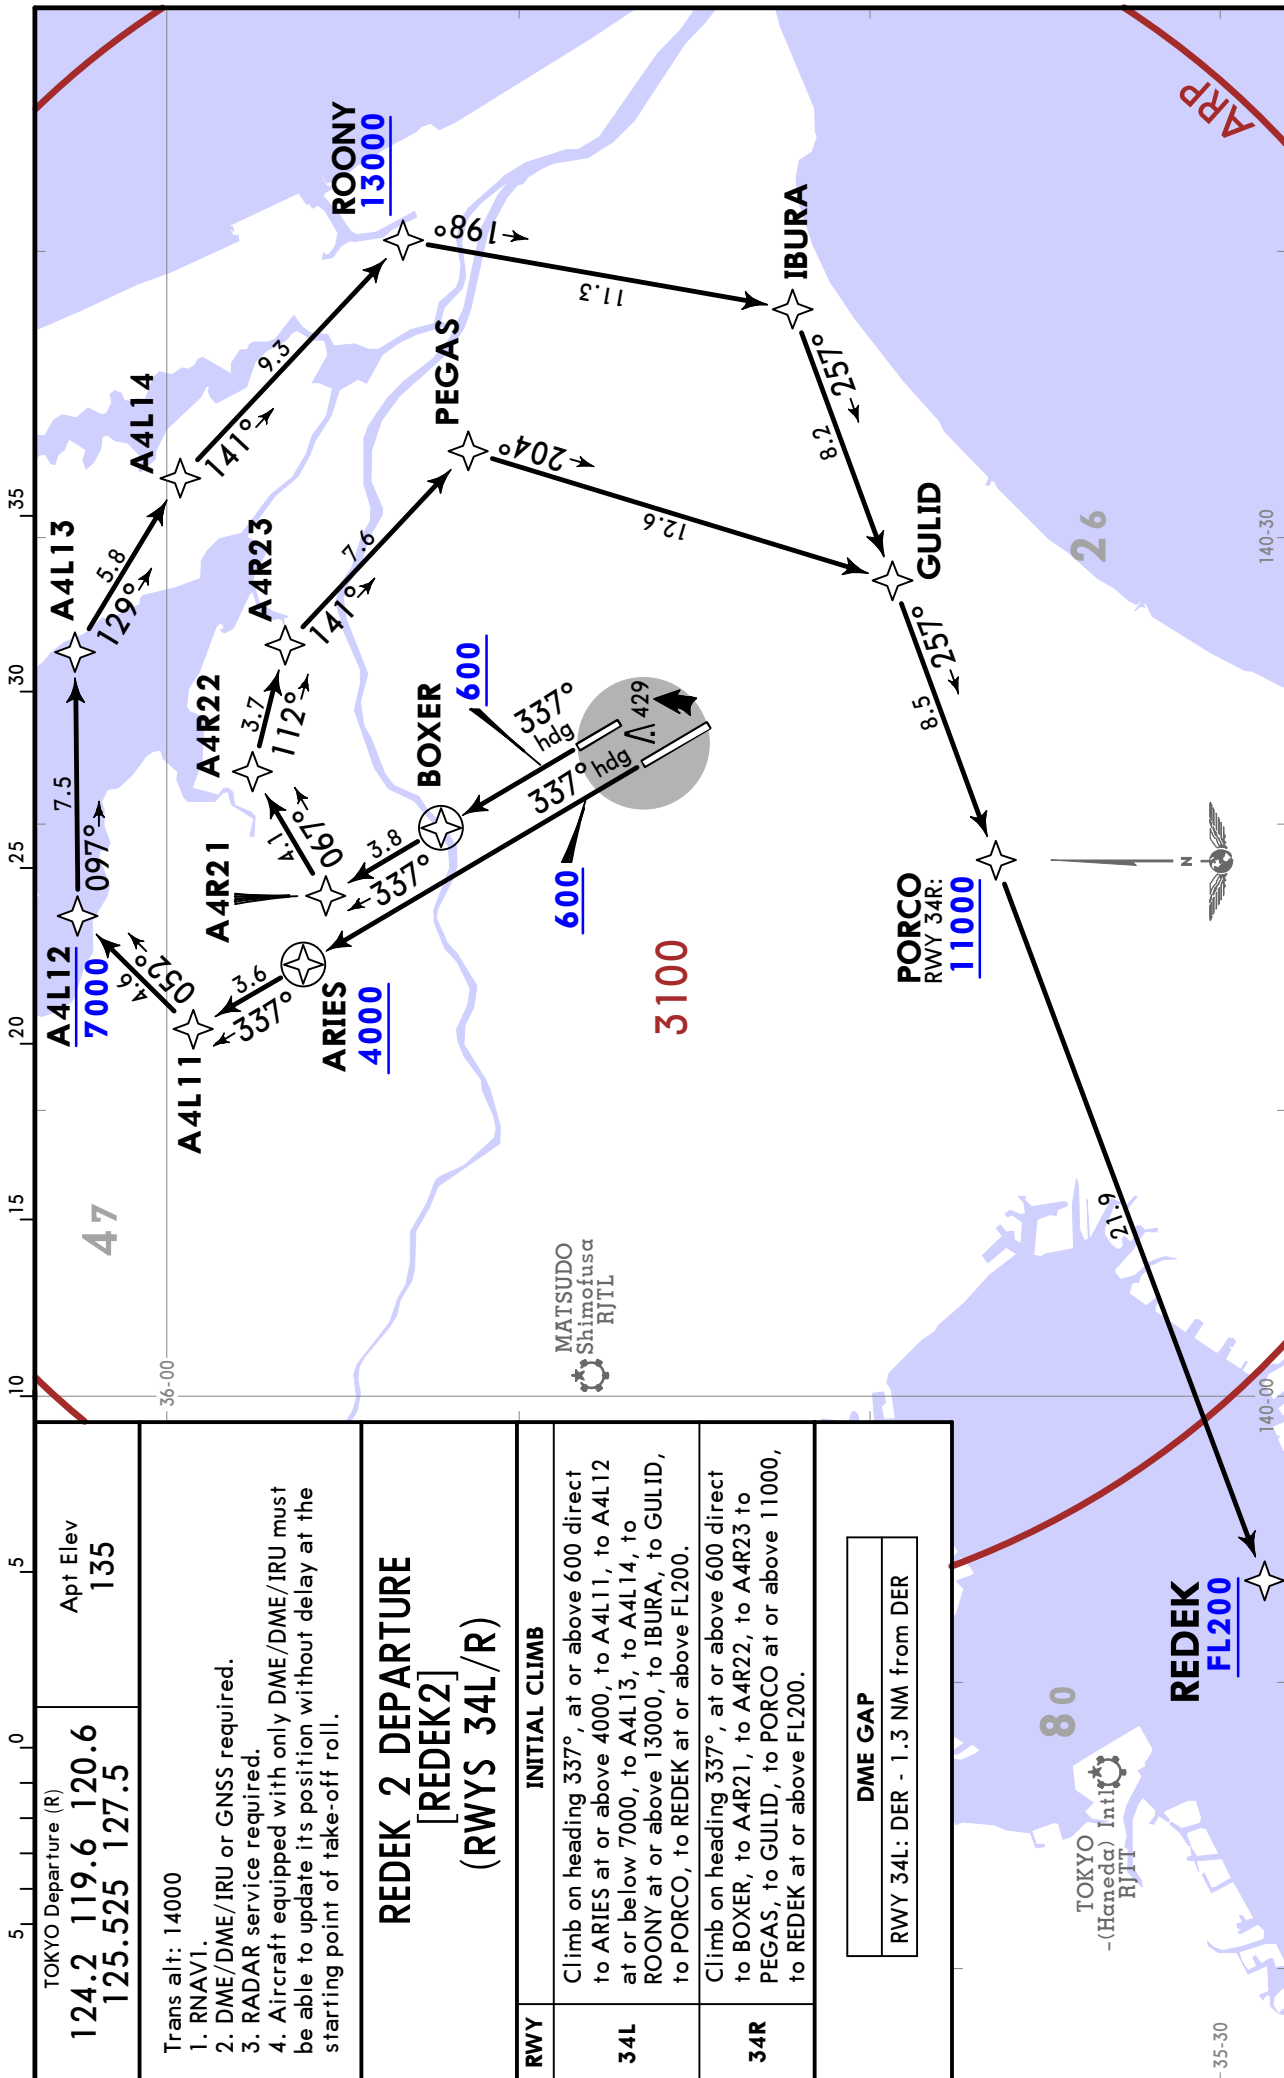 5
0
5
10
15
20
25
30
35
TOKYO Departure (R)
124.2 119.6 120.6
125.525 127.5
Apt Elev
135
Trans alt: 14000
1. RNAV1.
2. DME/DME/IRU or GNSS required.
3. RADAR service required.
4. Aircraft equipped with only DME/DME/IRU must
be able to update its position without delay at the
starting point of take-off roll.
REDEK 2 DEPARTURE
[REDEK2]
(RWYS 34L/R)
RWY
INITIAL CLIMB
34L
Climb on heading 337°, at or above 600 direct
to ARIES at or above 4000, to A4L11, to A4L12
at or below 7000, to A4L13, to A4L14, to
ROONY at or above 13000, to IBURA, to GULID,
to PORCO, to REDEK at or above FL200.
34R
Climb on heading 337°, at or above 600 direct
to BOXER, to A4R21, to A4R22, to A4R23 to
PEGAS, to GULID, to PORCO at or above 11000,
to REDEK at or above FL200.
DME GAP
RWY 34L: DER - 1.3 NM from DER
47
36-00
A4L12
7000
097°
7.5
A4L13
129°
5.8
A4L14
141°
9.3
ROONY
13000
198°
11.3
IBURA
257°
8.2
GULID
257°
8.5
PORCO
RWY 34R:
11000
21.9
REDEK
FL200
A4L11
052°
4.6
337°
3.6
ARIES
4000
A4R21
067°
4.1
A4R22
112°
3.7
A4R23
141°
7.6
PEGAS
204°
12.6
337°
3.8
BOXER
600
337°
hdg
337°
hdg
600
429
3100
MATSUDO
Shimofusa
RJTL
26
ARP
N
80
TOKYO
-(Haneda) Intl
RJTT
35-30
140-00
140-30